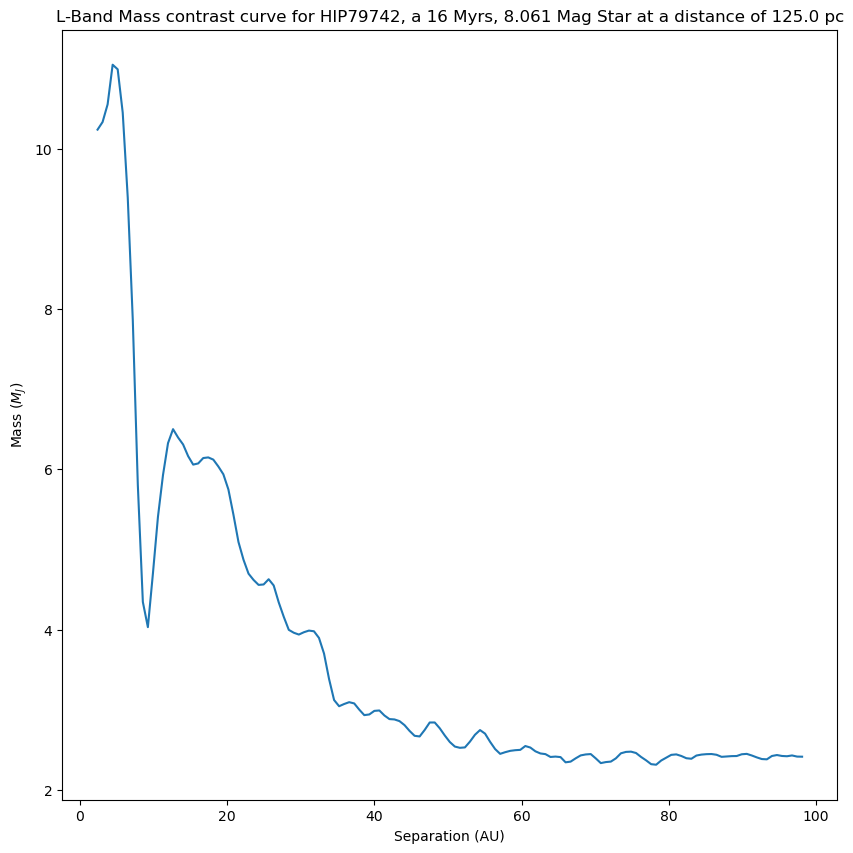 L-Band Mass contrast curve for HIP79742, a 16 Myrs, 8.061 Mag Star at a distance of 125.0 pc
10
8
6
4
2
Mass (M_J)
0 20 40 60 80 100
Separation (AU)